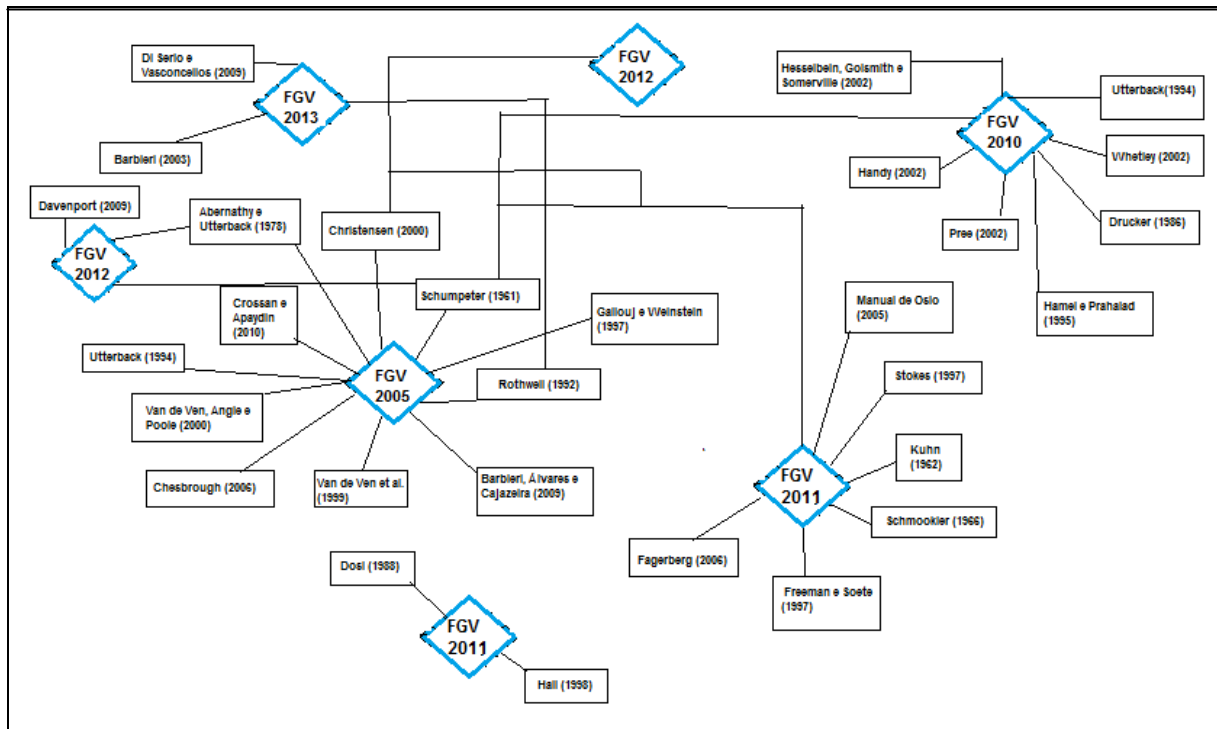 Di Serio e
Vasconcellos (2009)
FGV
2013
Barbieri (2003)
FGV
2012
Hesselbein, Golsmith e
Somerville (2002)
Utterback(1994)
FGV
2010
Whetley (2002)
Handy (2002)
Drucker (1986)
Pree (2002)
Hamel e Prahalad
(1995)
Davenport (2009)
FGV
2012
Abernathy e
Utterback (1978)
Christensen (2000)
Schumpeter (1961)
Crossan e
Apaydin
(2010)
Gallouj e Weinstein
(1997)
Manual de Oslo
(2005)
Utterback (1994)
FGV
2005
Rothwell (1992)
Stokes (1997)
Van de Ven, Angle e
Poole (2000)
Kuhn
(1962)
Chesbrough (2006)
Van de Ven et al.
(1999)
Barbieri, Álvares e
Cajazeira (2009)
FGV
2011
Schmookler (1966)
Fagerberg (2006)
Freeman e Soete
(1997)
Dosi (1988)
FGV
2011
Hall (1998)